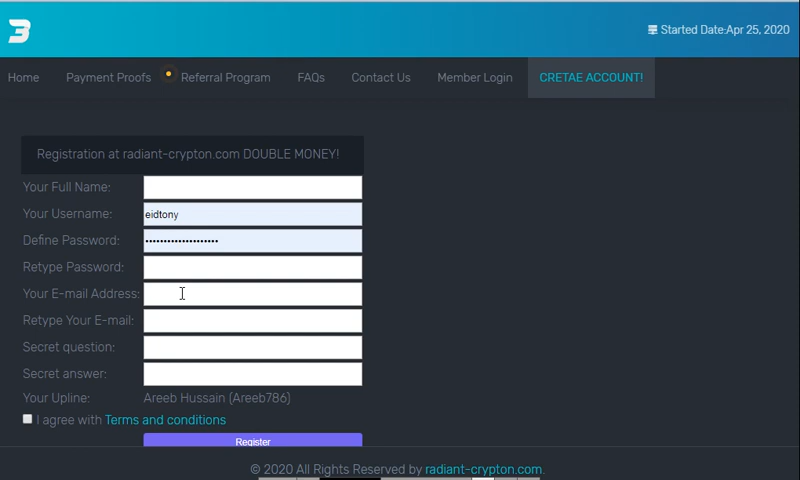 Started Date:Apr 25, 2020
Home Payment Proofs Referral Program FAQs Contact Us Member Login CRETAE ACCOUNT!
Registration at radiant-crypton.com DOUBLE MONEY!
Your Full Name:
Your Username: eidtony
Define Password: ••••••••••••••••••••
Retype Password:
Your E-mail Address:
Retype Your E-mail:
Secret question:
Secret answer:
Your Upline: Areeb Hussain (Areeb786)
I agree with Terms and conditions
Register
© 2020 All Rights Reserved by radiant-crypton.com.